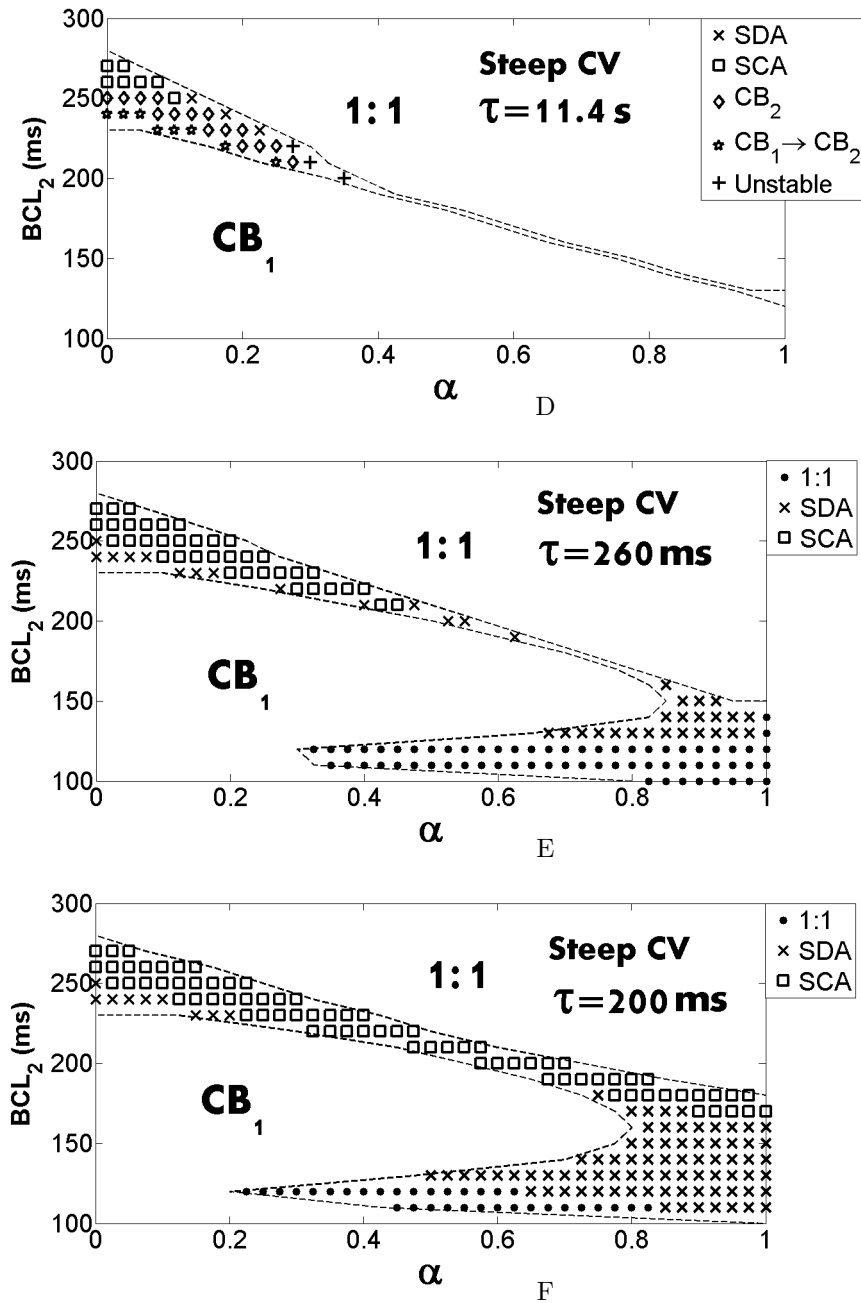 300
250
200
150
100
BCL2 (ms)
Steep CV
1:1
τ=11.4 s
CB1
SDA
SCA
CB2
CB1→ CB2
Unstable
0 0.2 0.4 0.6 0.8 1
α
D
300
250
200
150
100
BCL2 (ms)
Steep CV
1:1
τ=260 ms
CB1
1:1
SDA
SCA
0 0.2 0.4 0.6 0.8 1
α
E
300
250
200
150
100
BCL2 (ms)
Steep CV
1:1
τ=200 ms
CB1
1:1
SDA
SCA
0 0.2 0.4 0.6 0.8 1
α
F